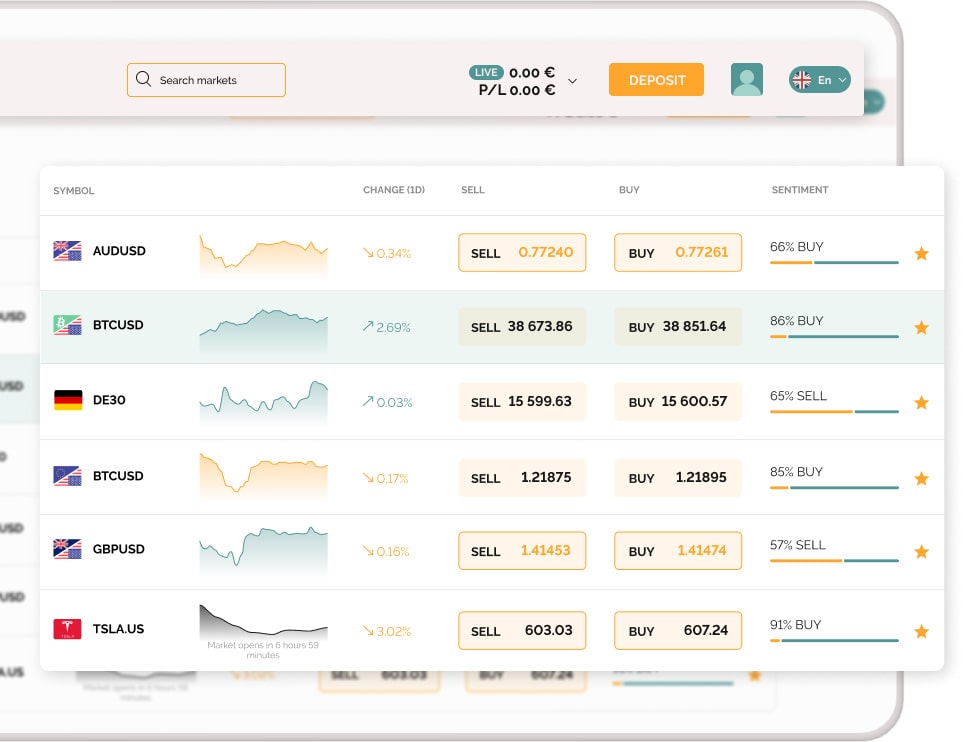 Search markets
LIVE 0.00 €
P/L 0.00 €
DEPOSIT
En
SYMBOL CHANGE (1D) SELL BUY SENTIMENT
AUDUSD 0.34% SELL 0.77240 BUY 0.77261 66% BUY
BTCUSD 2.69% SELL 38 673.86 BUY 38 851.64 86% BUY
DE30 0.03% SELL 15 599.63 BUY 15 600.57 65% SELL
BTCUSD 0.17% SELL 1.21875 BUY 1.21895 85% BUY
GBPUSD 0.16% SELL 1.41453 BUY 1.41474 57% SELL
TESLA TSLA.US 3.02% SELL 603.03 BUY 607.24 91% BUY
Market opens in 6 hours 59
minutes
USD
USD
0
USD
USD
A.US
Market opens in 6 hours 59
minutes
3.02% SELL 603.03 BUY 607.24